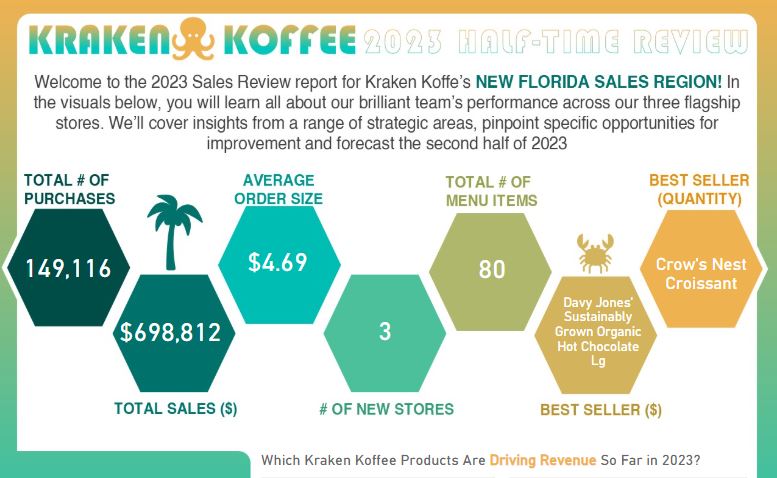 KRAKEN KOFFEE 2023 HALF-TIME REVIEW
Welcome to the 2023 Sales Review report for Kraken Koffe's NEW FLORIDA SALES REGION! In
the visuals below, you will learn all about our brilliant team's performance across our three flagship
stores. We'll cover insights from a range of strategic areas, pinpoint specific opportunities for
improvement and forecast the second half of 2023
TOTAL # OF
PURCHASES
149,116
$698,812
TOTAL SALES ($)
AVERAGE
ORDER SIZE
$4.69
3
# OF NEW STORES
TOTAL # OF
MENU ITEMS
80
Davy Jones'
Sustainably
Grown Organic
Hot Chocolate
Lg
BEST SELLER ($)
BEST SELLER
(QUANTITY)
Crow's Nest
Croissant
Which Kraken Koffee Products Are Driving Revenue So Far in 2023?